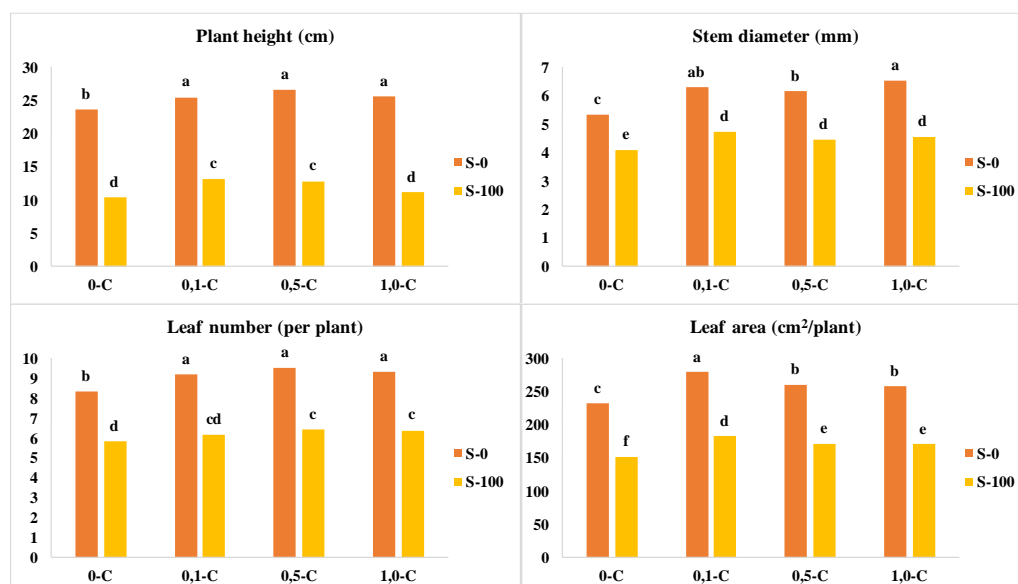 Plant height (cm)
30
25
20
15
10
5
0
b
d
a
c
a
c
a
d
0-C
0,1-C
0,5-C
1,0-C
S-0
S-100
Stem diameter (mm)
7
6
5
4
3
2
1
0
c
e
ab
d
b
d
a
d
0-C
0,1-C
0,5-C
1,0-C
S-0
S-100
Leaf number (per plant)
10
9
8
7
6
5
4
3
2
1
0
b
d
a
cd
a
c
a
c
0-C
0,1-C
0,5-C
1,0-C
S-0
S-100
Leaf area (cm²/plant)
300
250
200
150
100
50
0
c
f
a
d
b
e
b
e
0-C
0,1-C
0,5-C
1,0-C
S-0
S-100